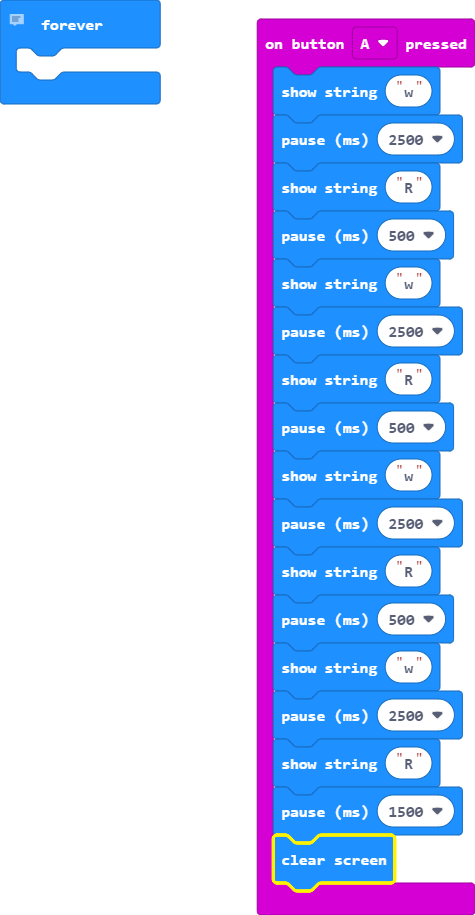 forever
on button A pressed
show string "w"
pause (ms) 2500
show string "R"
pause (ms) 500
show string "w"
pause (ms) 2500
show string "R"
pause (ms) 500
show string "w"
pause (ms) 2500
show string "R"
pause (ms) 500
show string "w"
pause (ms) 2500
show string "R"
pause (ms) 1500
clear screen